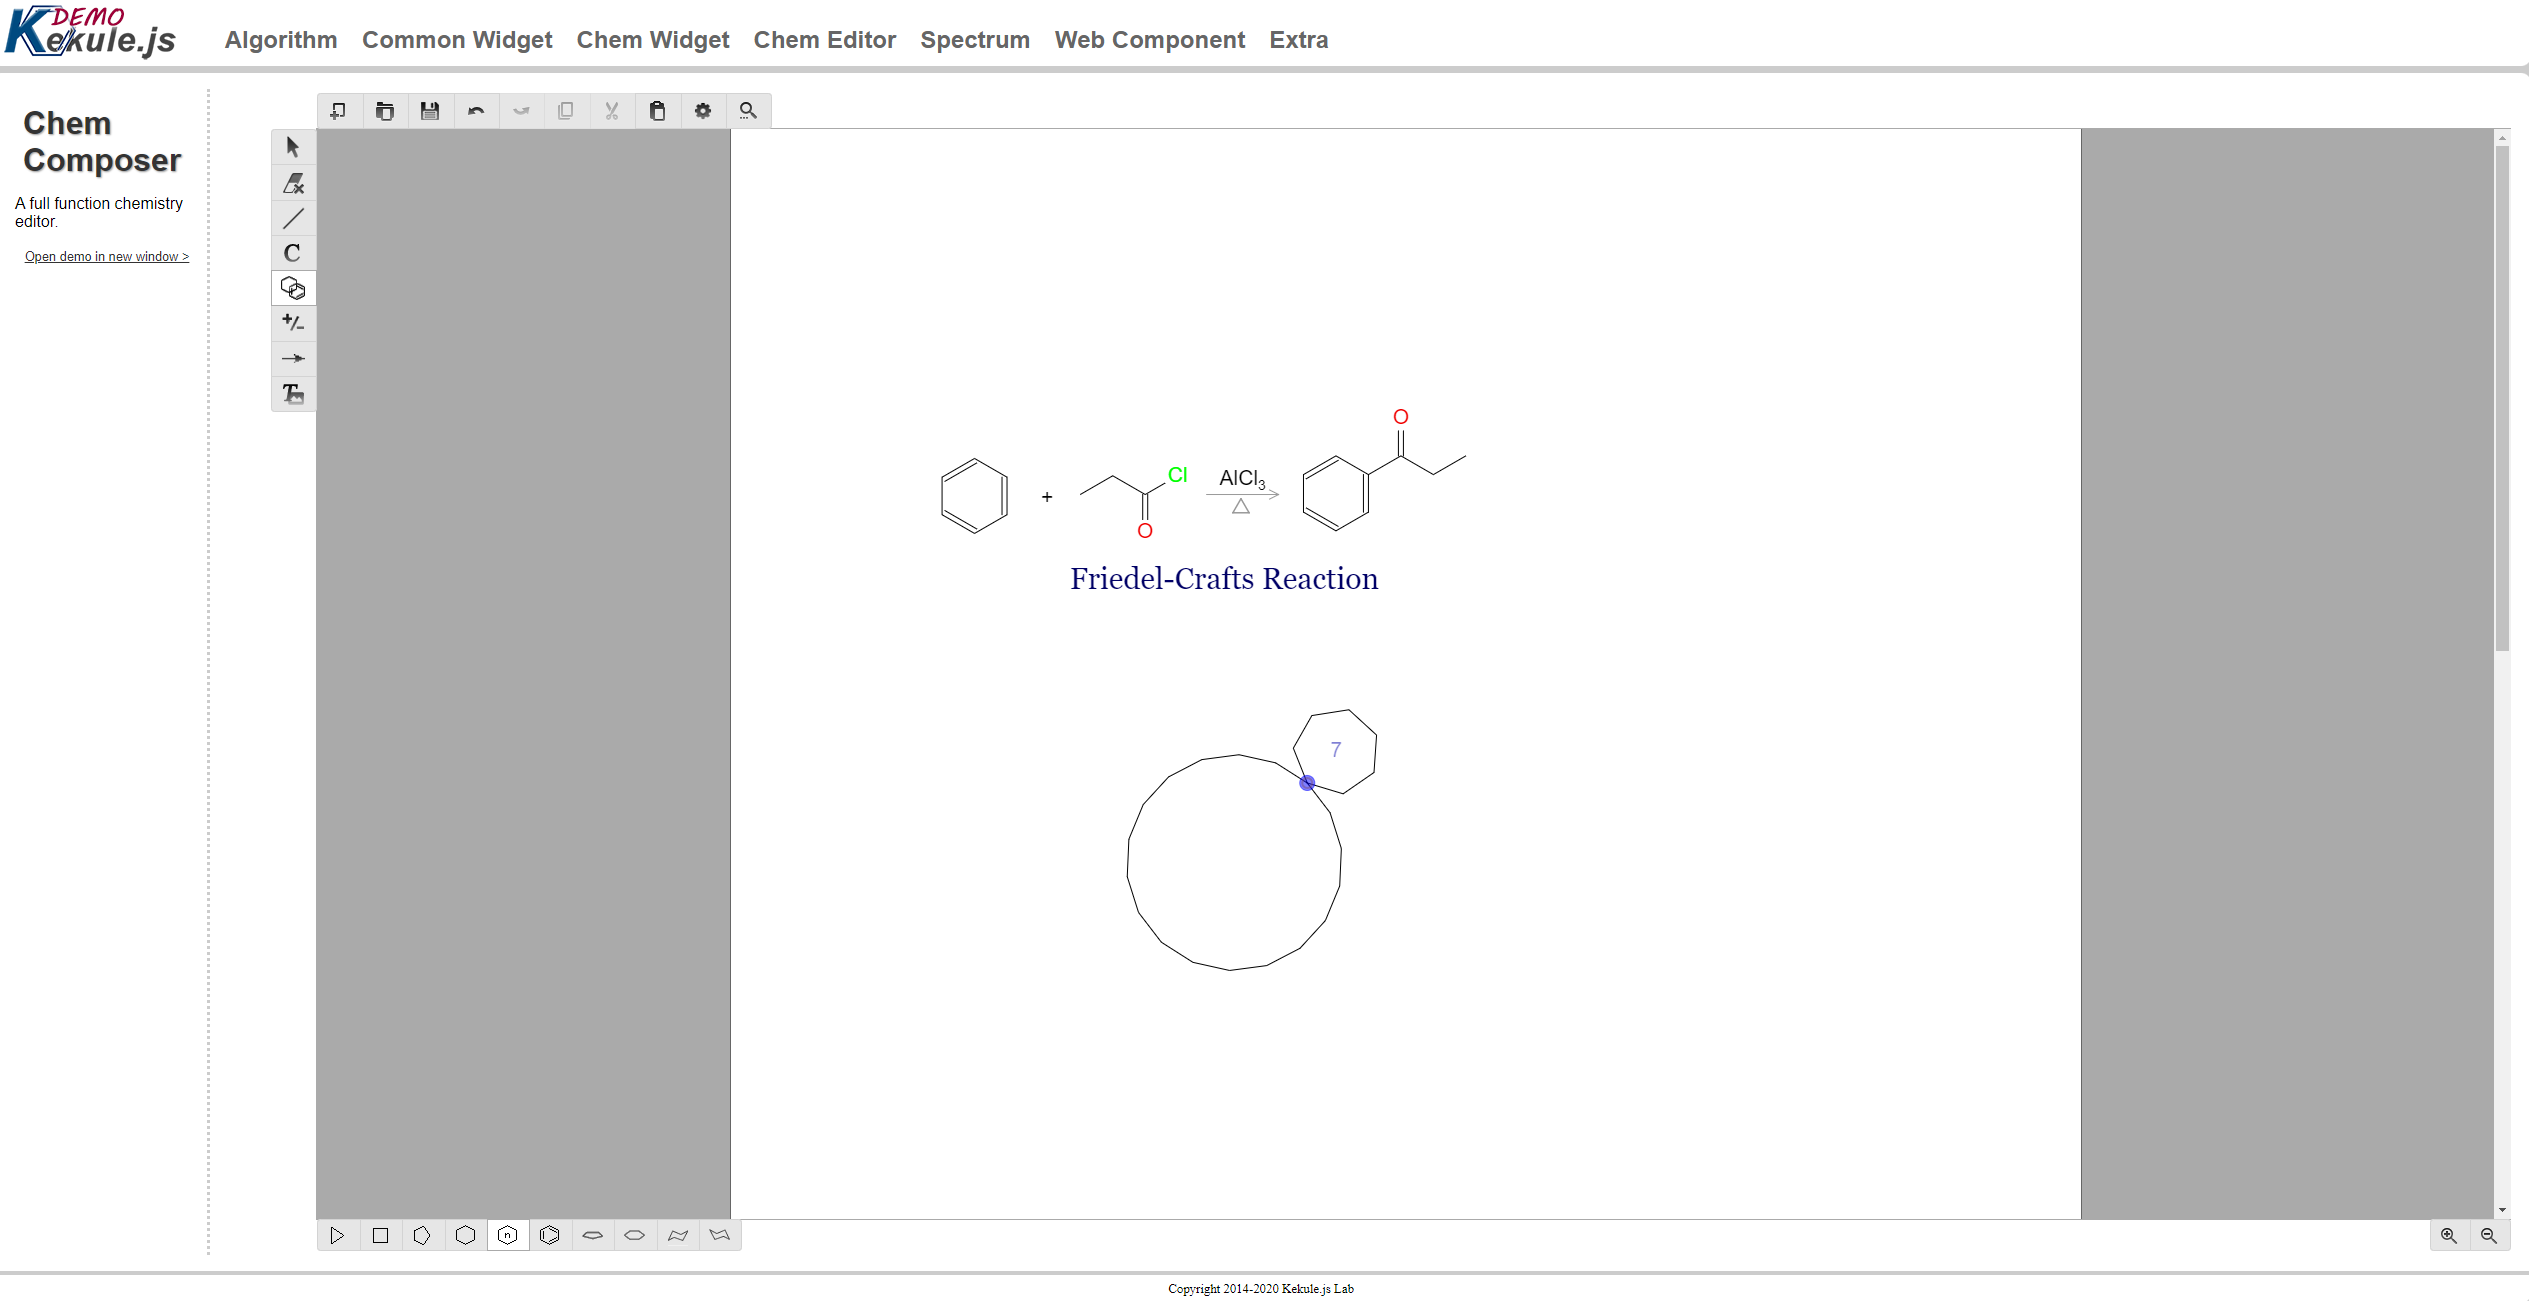 DEMO
Kekule.js
Algorithm Common Widget Chem Widget Chem Editor Spectrum Web Component Extra
Chem
Composer
A full function chemistry
editor.
Open demo in new window >
C
+/-
T
O
Cl
AlCl3
+
O
Friedel-Crafts Reaction
7
n
Copyright 2014-2020 Kekule.js Lab